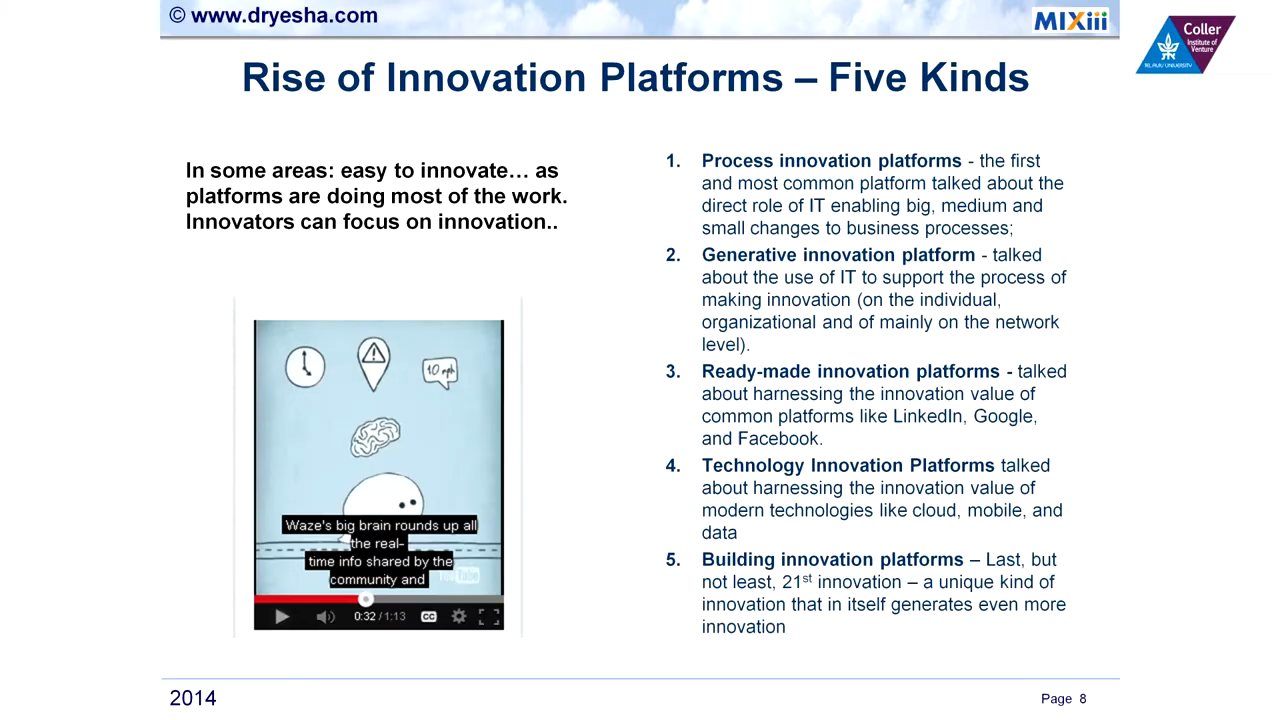 © www.dryesha.com
MIXiii
Coller
Institute of
Venture
TEL AVIV UNIVERSITY
Rise of Innovation Platforms – Five Kinds
In some areas: easy to innovate… as
platforms are doing most of the work.
Innovators can focus on innovation..
10 mph
Waze's big brain rounds up all
the real-
time info shared by the
community and
YouTube
0:32 / 1:13
CC
1. Process innovation platforms - the first
and most common platform talked about the
direct role of IT enabling big, medium and
small changes to business processes;
2. Generative innovation platform - talked
about the use of IT to support the process of
making innovation (on the individual,
organizational and of mainly on the network
level).
3. Ready-made innovation platforms - talked
about harnessing the innovation value of
common platforms like LinkedIn, Google,
and Facebook.
4. Technology Innovation Platforms talked
about harnessing the innovation value of
modern technologies like cloud, mobile, and
data
5. Building innovation platforms – Last, but
not least, 21st innovation – a unique kind of
innovation that in itself generates even more
innovation
2014
Page 8